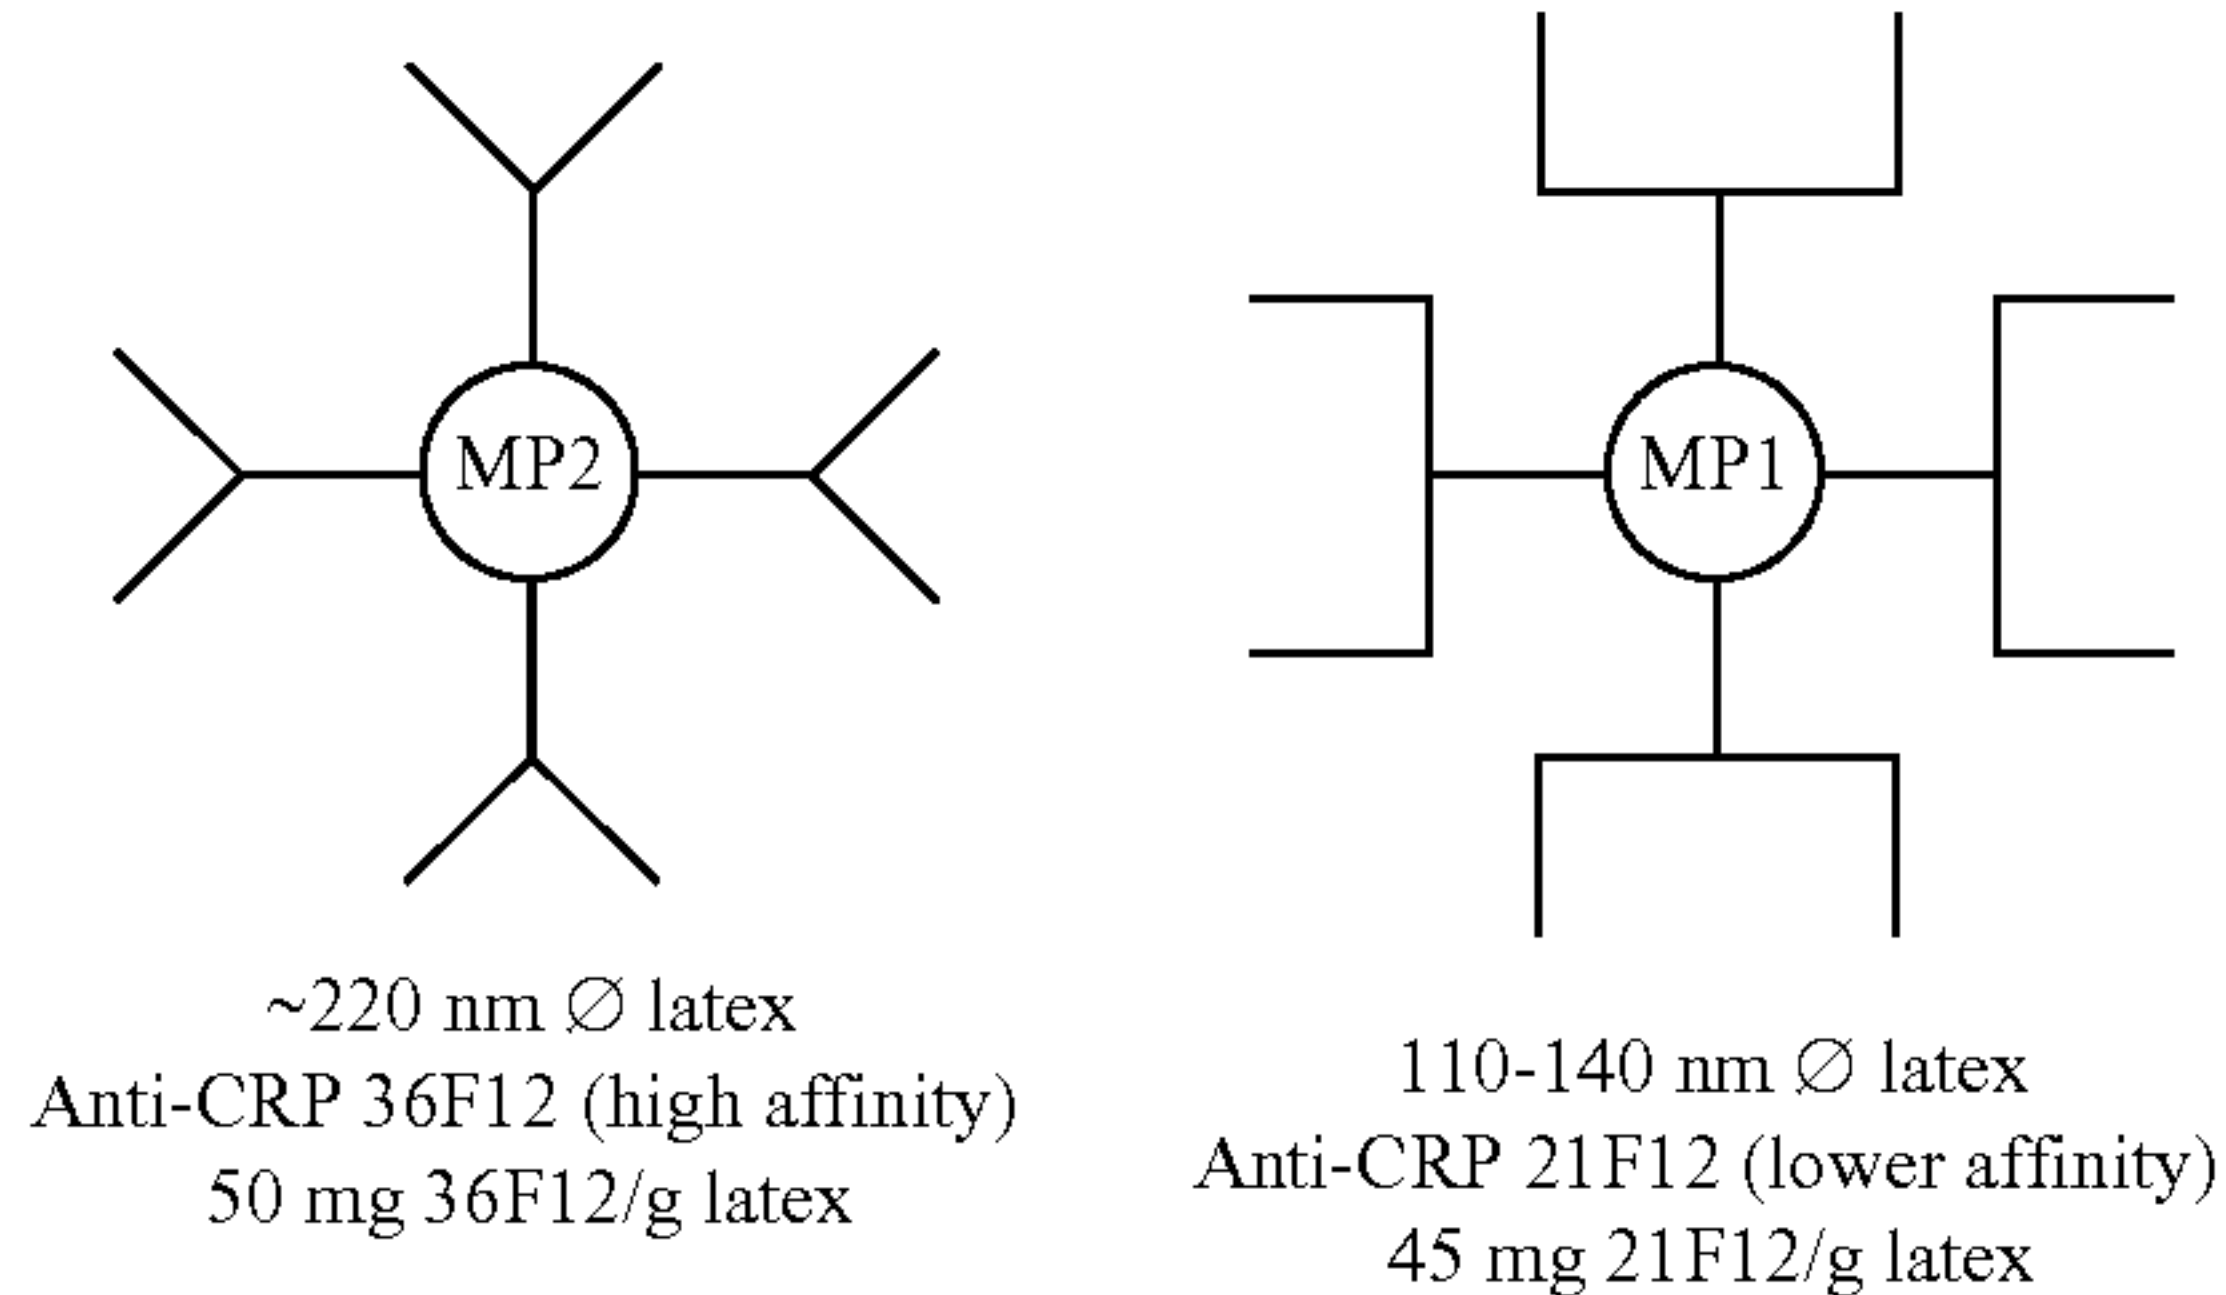 MP2
~220 nm ∅ latex
Anti-CRP 36F12 (high affinity)
50 mg 36F12/g latex
MP1
110-140 nm ∅ latex
Anti-CRP 21F12 (lower affinity)
45 mg 21F12/g latex